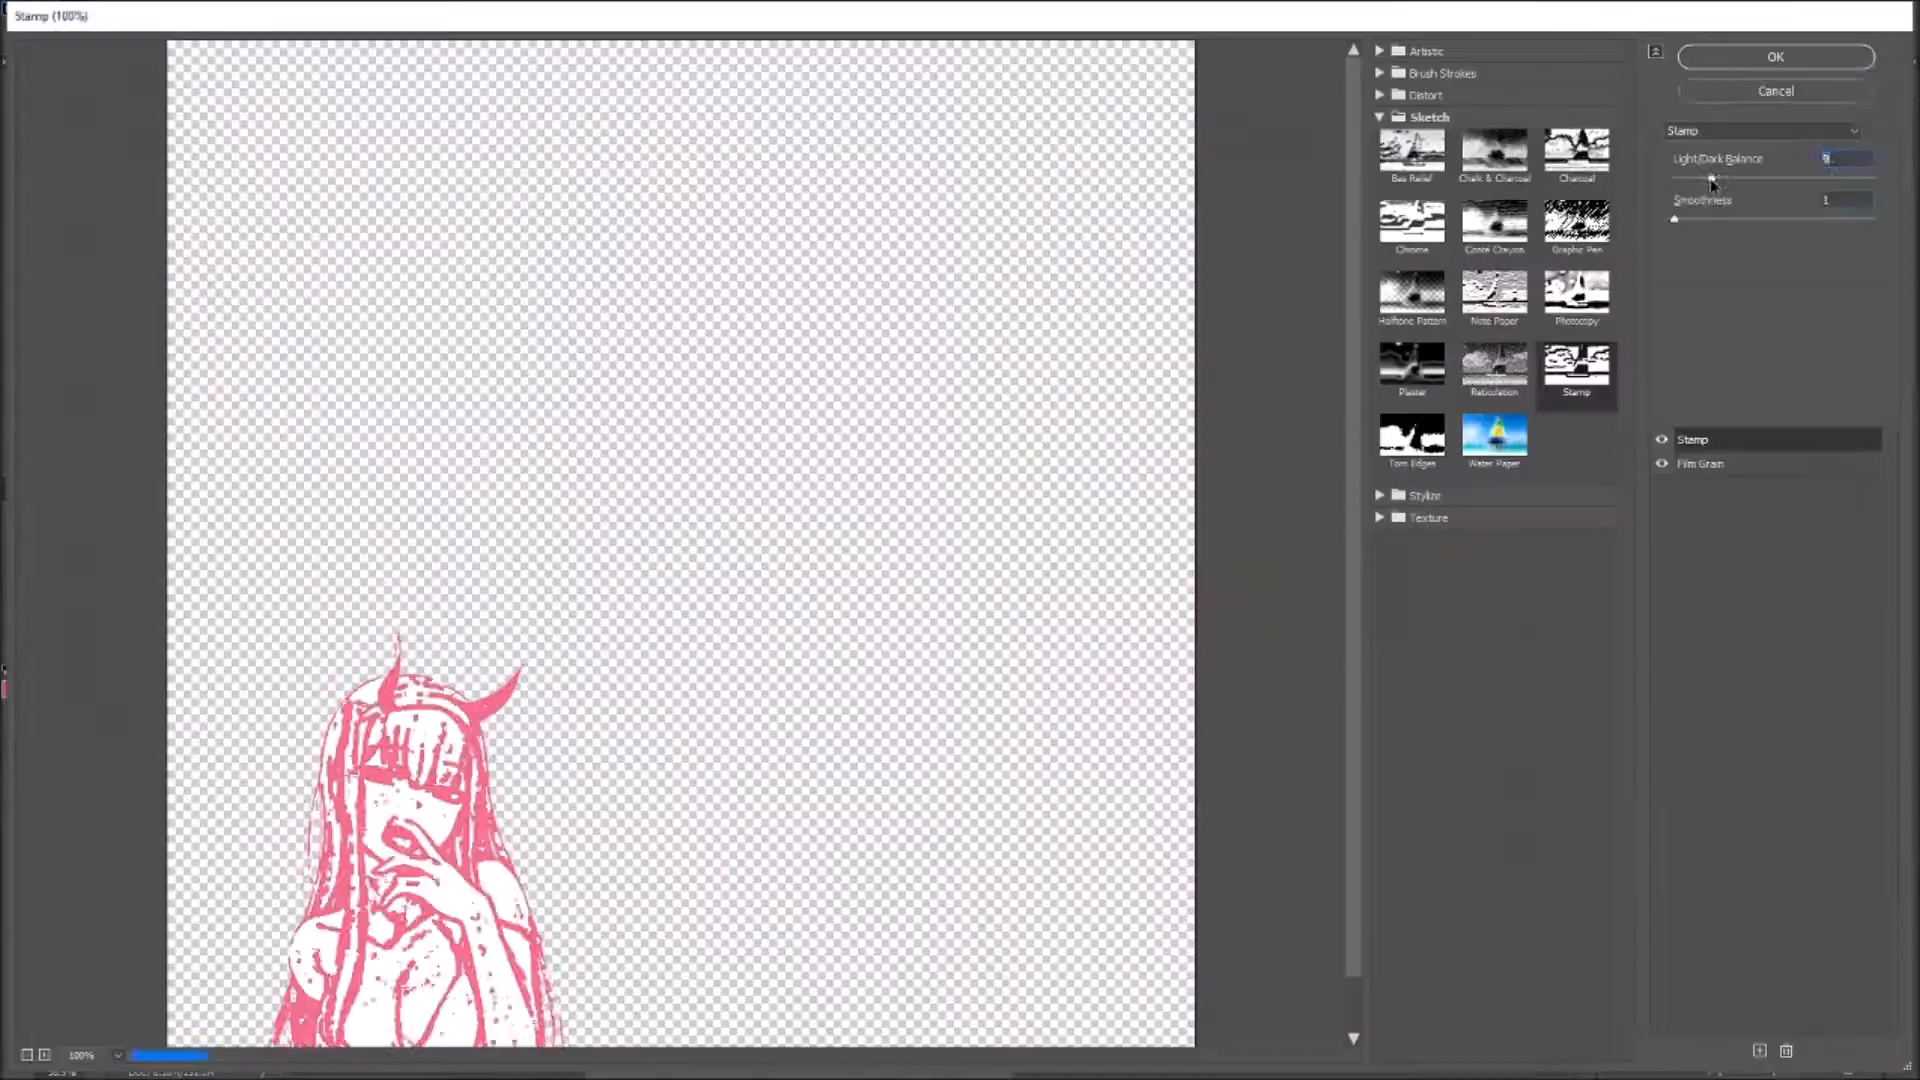 Stamp (100%)
Artistic
Brush Strokes
Distort
Sketch
Bas Relief
Chalk & Charcoal
Charcoal
Chrome
Conté Crayon
Graphic Pen
Halftone Pattern
Note Paper
Photocopy
Plaster
Reticulation
Stamp
Torn Edges
Water Paper
Stylize
Texture
OK
Cancel
Stamp
Light/Dark Balance
Smoothness 1
Stamp
Film Grain
100%